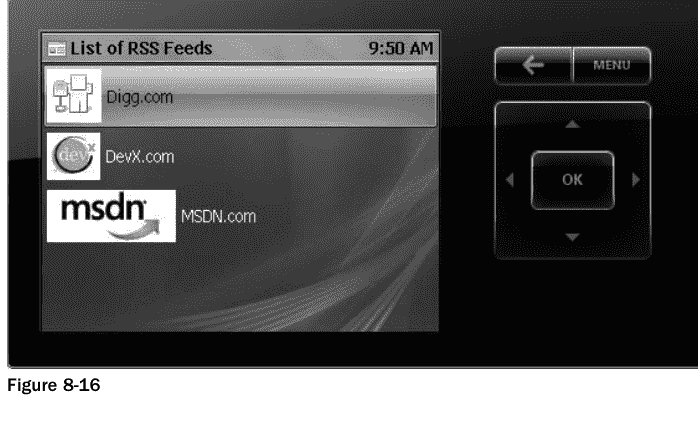 List of RSS Feeds 9:50 AM
MENU
Digg.com
dev x DevX.com
OK
msdn MSDN.com
Figure 8-16